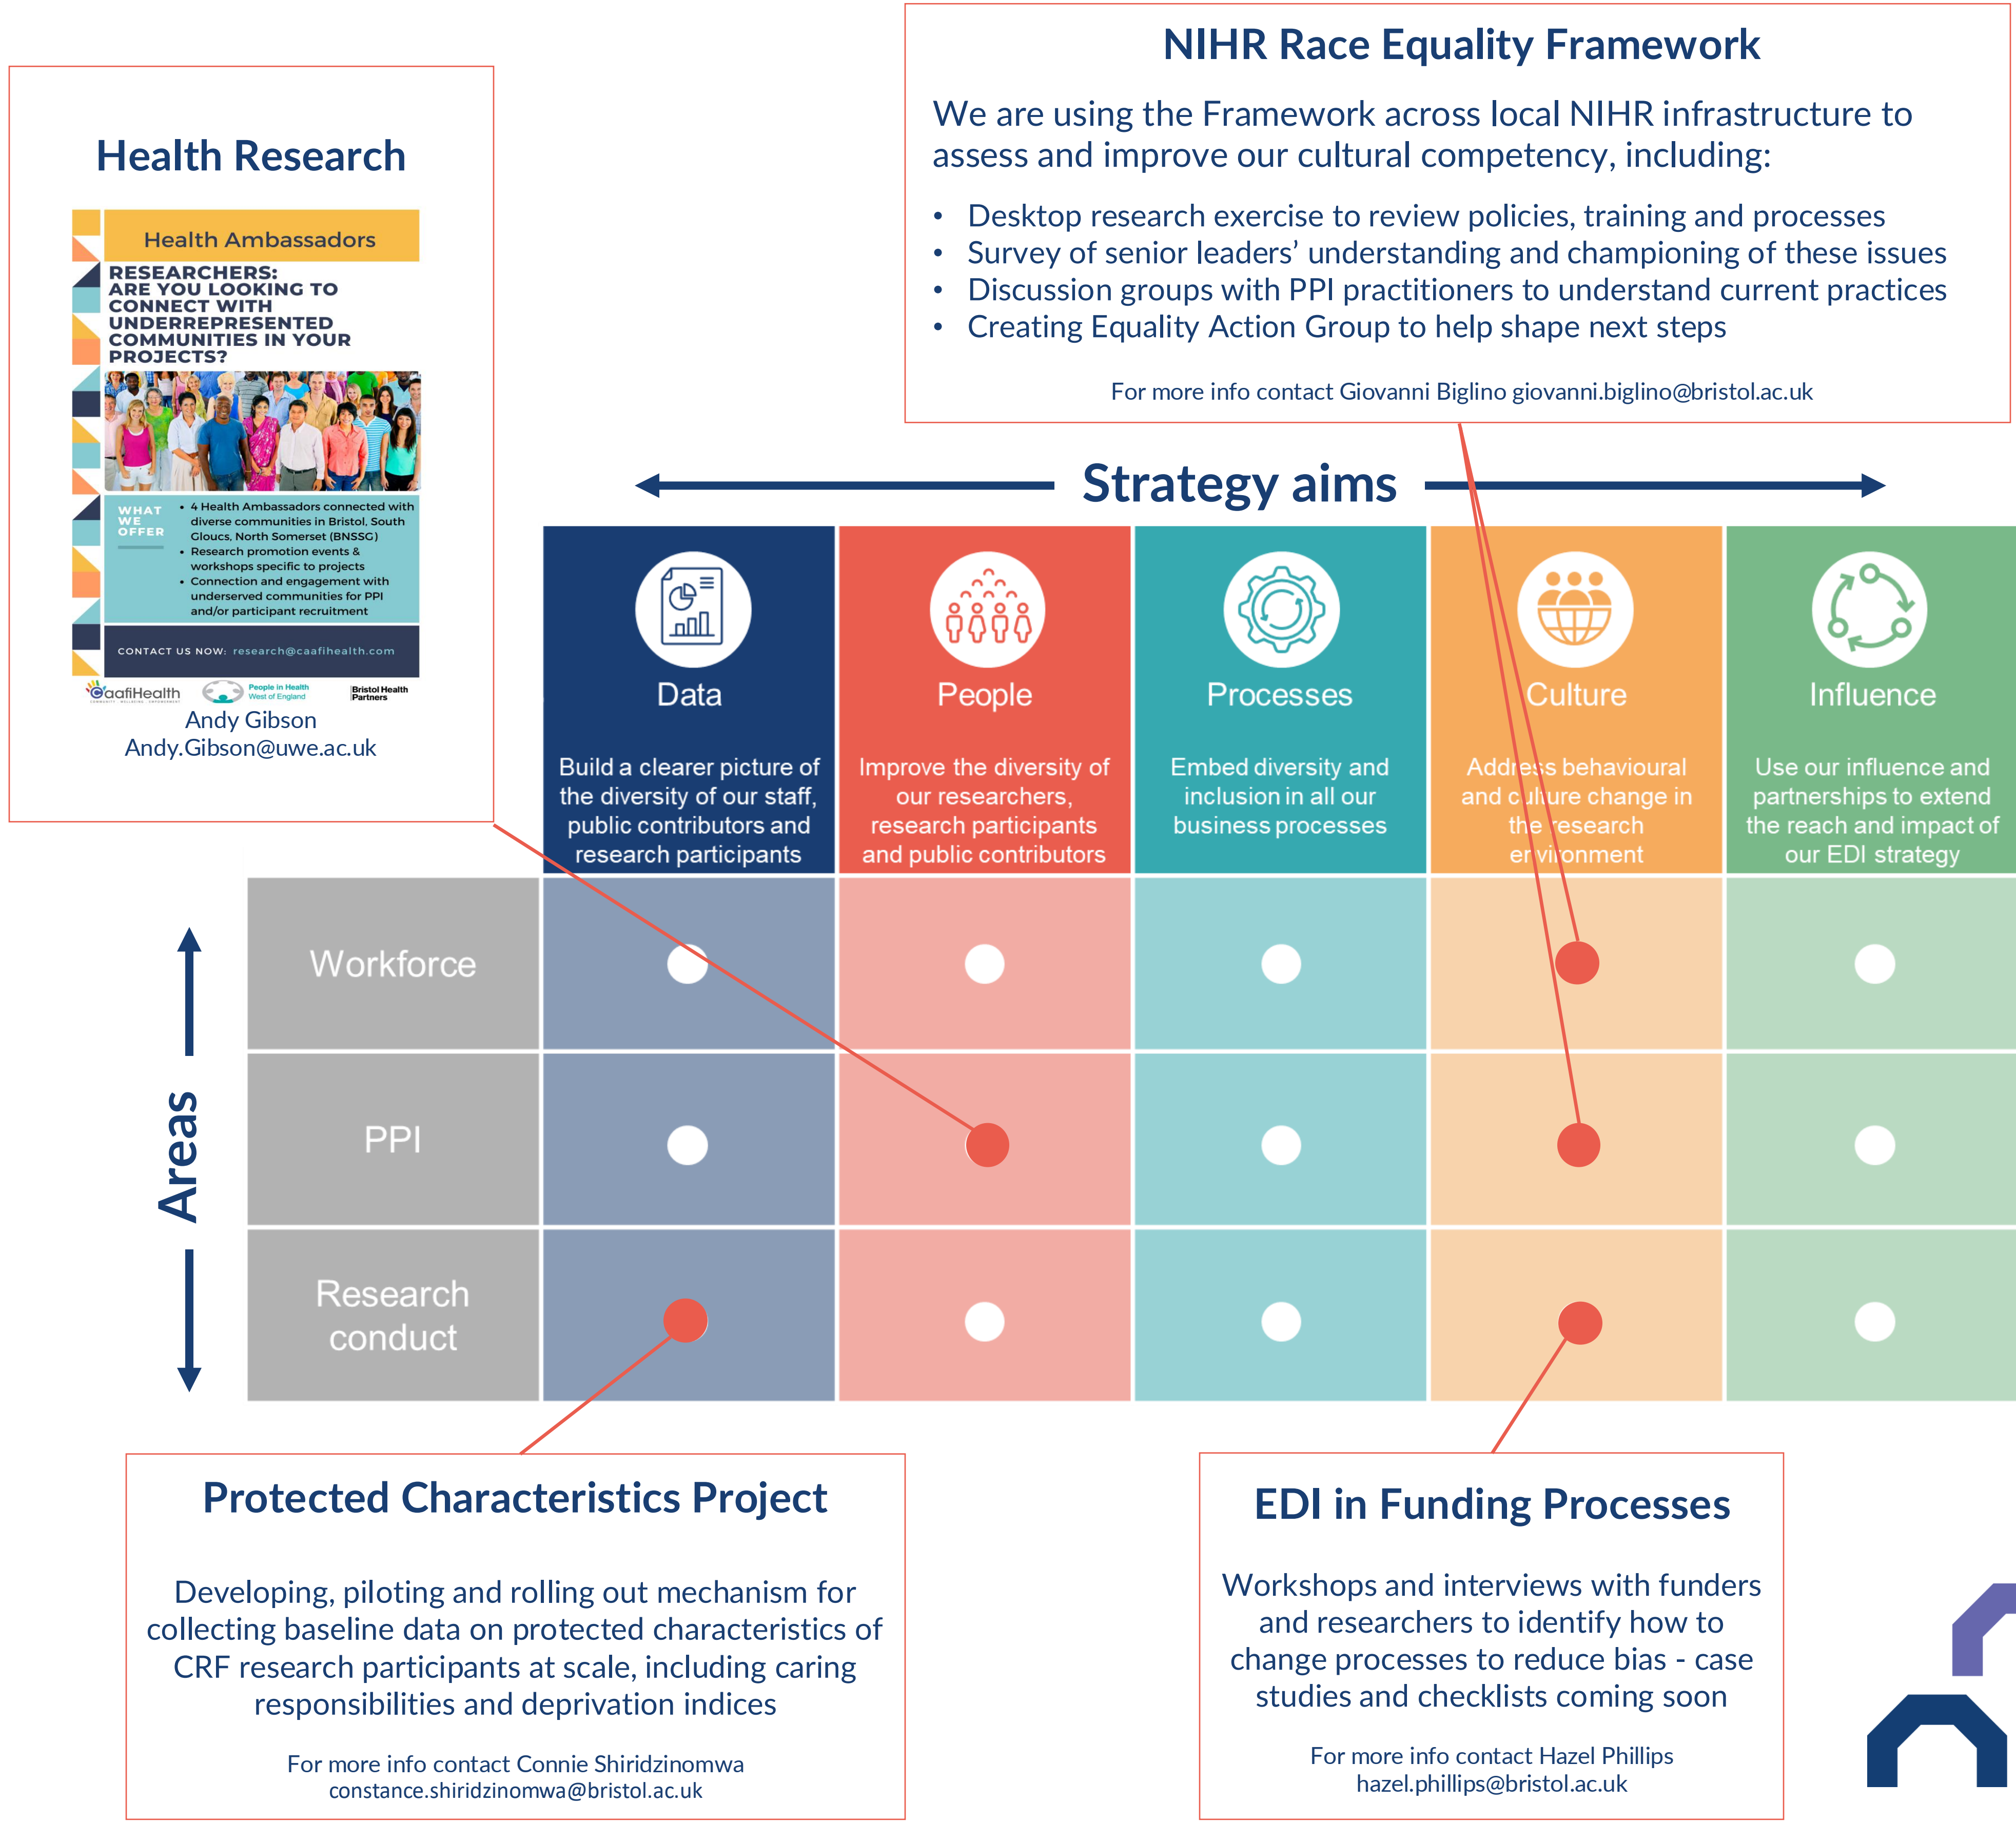 NIHR Race Equality Framework
We are using the Framework across local NIHR infrastructure to
assess and improve our cultural competency, including:
• Desktop research exercise to review policies, training and processes
• Survey of senior leaders’ understanding and championing of these issues
• Discussion groups with PPI practitioners to understand current practices
• Creating Equality Action Group to help shape next steps
For more info contact Giovanni Biglino giovanni.biglino@bristol.ac.uk
Health Research
Health Ambassadors
RESEARCHERS:
ARE YOU LOOKING TO
CONNECT WITH
UNDERREPRESENTED
COMMUNITIES IN YOUR
PROJECTS?
WHAT
WE
OFFER
• 4 Health Ambassadors connected with
diverse communities in Bristol, South
Gloucs, North Somerset (BNSSG)
• Research promotion events &
workshops specific to projects
• Connection and engagement with
underserved communities for PPI
and/or participant recruitment
CONTACT US NOW: research@caafihealth.com
CaafiHealth
COMMUNITY · WELLBEING · EMPOWERMENT
People in Health
West of England
Bristol Health
Partners
Andy Gibson
Andy.Gibson@uwe.ac.uk
Strategy aims
Data
Build a clearer picture of
the diversity of our staff,
public contributors and
research participants
People
Improve the diversity of
our researchers,
research participants
and public contributors
Processes
Embed diversity and
inclusion in all our
business processes
Culture
Address behavioural
and culture change in
the research
environment
Influence
Use our influence and
partnerships to extend
the reach and impact of
our EDI strategy
Areas
Workforce
PPI
Research
conduct
Protected Characteristics Project
Developing, piloting and rolling out mechanism for
collecting baseline data on protected characteristics of
CRF research participants at scale, including caring
responsibilities and deprivation indices
For more info contact Connie Shiridzinomwa
constance.shiridzinomwa@bristol.ac.uk
EDI in Funding Processes
Workshops and interviews with funders
and researchers to identify how to
change processes to reduce bias - case
studies and checklists coming soon
For more info contact Hazel Phillips
hazel.phillips@bristol.ac.uk